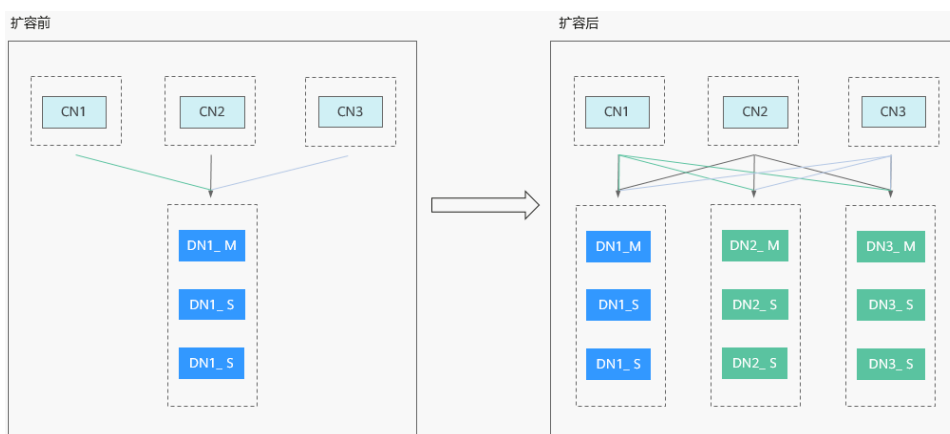 扩容前
扩容后
CN1
CN2
CN3
CN1
CN2
CN3
DN1_ M
DN1_ S
DN1_ S
DN1_M
DN2_ M
DN3_ M
DN1_S
DN2_ S
DN3_ S
DN1_S
DN2_ S
DN3_ S